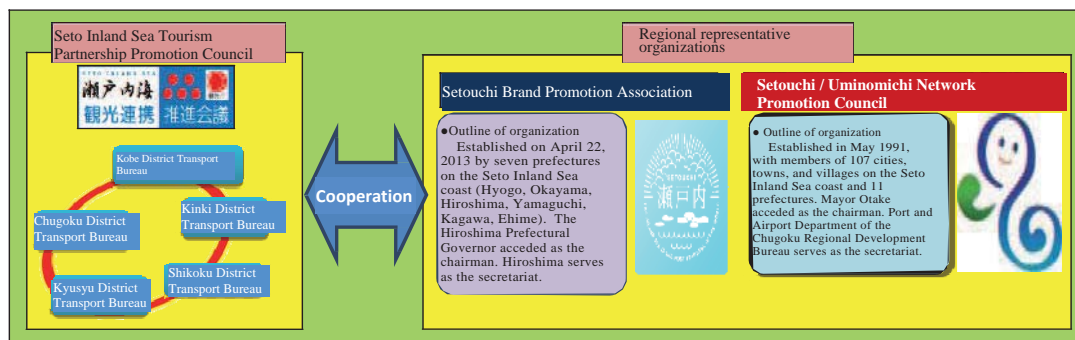 Seto Inland Sea Tourism
Partnership Promotion Council
SETO INLAND SEA
瀬戸内海
観光連携
推進会議
Kobe District Transport
Bureau
Kinki District
Transport Bureau
Shikoku District
Transport Bureau
Kyusyu District
Transport Bureau
Chugoku District
Transport Bureau
Cooperation
Regional representative
organizations
Setouchi Brand Promotion Association
●Outline of organization
Established on April 22,
2013 by seven prefectures
on the Seto Inland Sea
coast (Hyogo, Okayama,
Hiroshima, Yamaguchi,
Kagawa, Ehime). The
Hiroshima Prefectural
Governor acceded as the
chairman. Hiroshima serves
as the secretariat.
SETOUCHI
瀬戸内
Setouchi / Uminomichi Network
Promotion Council
● Outline of organization
Established in May 1991,
with members of 107 cities,
towns, and villages on the Seto
Inland Sea coast and 11
prefectures. Mayor Otake
acceded as the chairman. Port and
Airport Department of the
Chugoku Regional Development
Bureau serves as the secretariat.